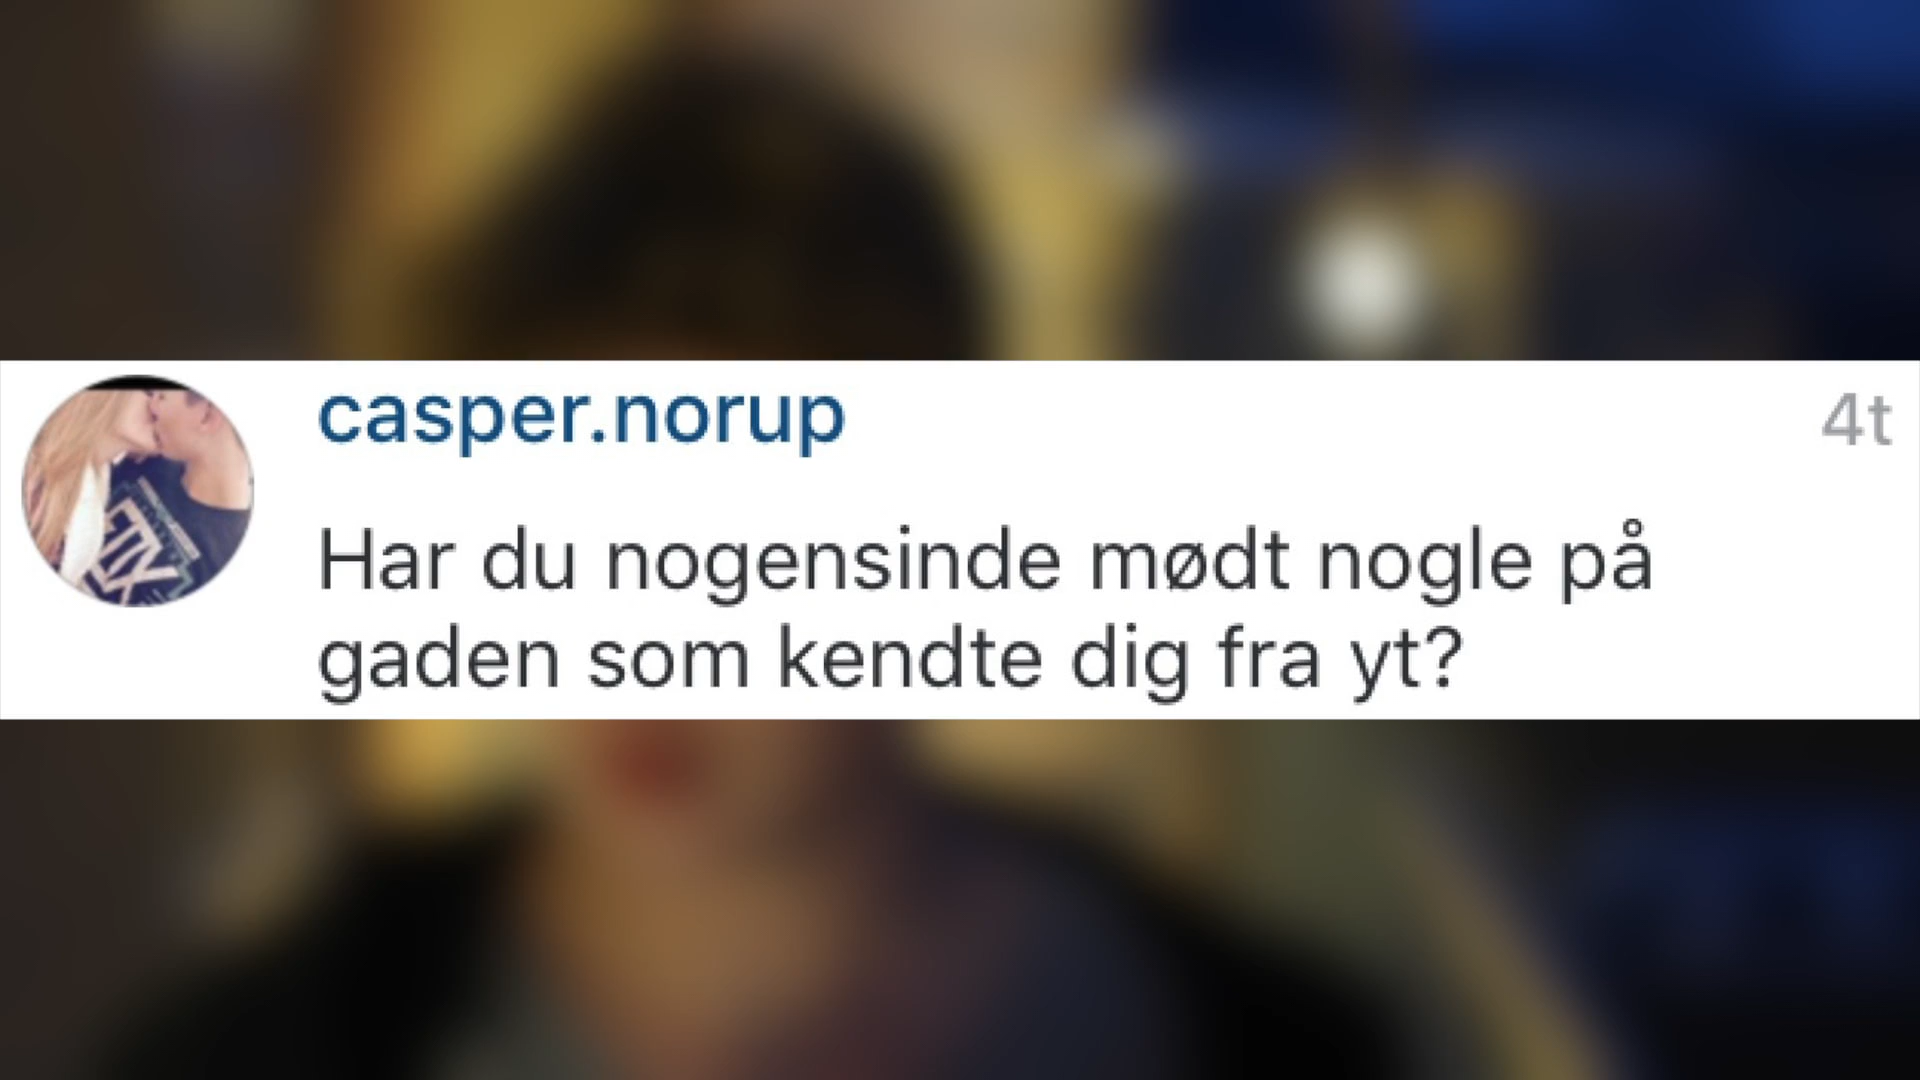 casper.norup
4t
Har du nogensinde mødt nogle på
gaden som kendte dig fra yt?